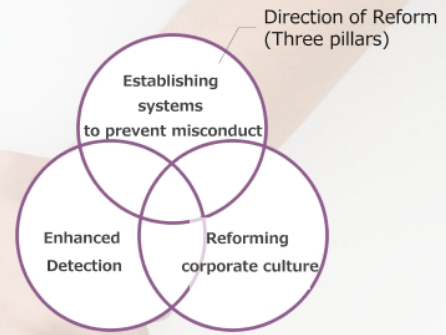 Direction of Reform
(Three pillars)
Establishing
systems
to prevent misconduct
Enhanced
Detection
Reforming
corporate culture